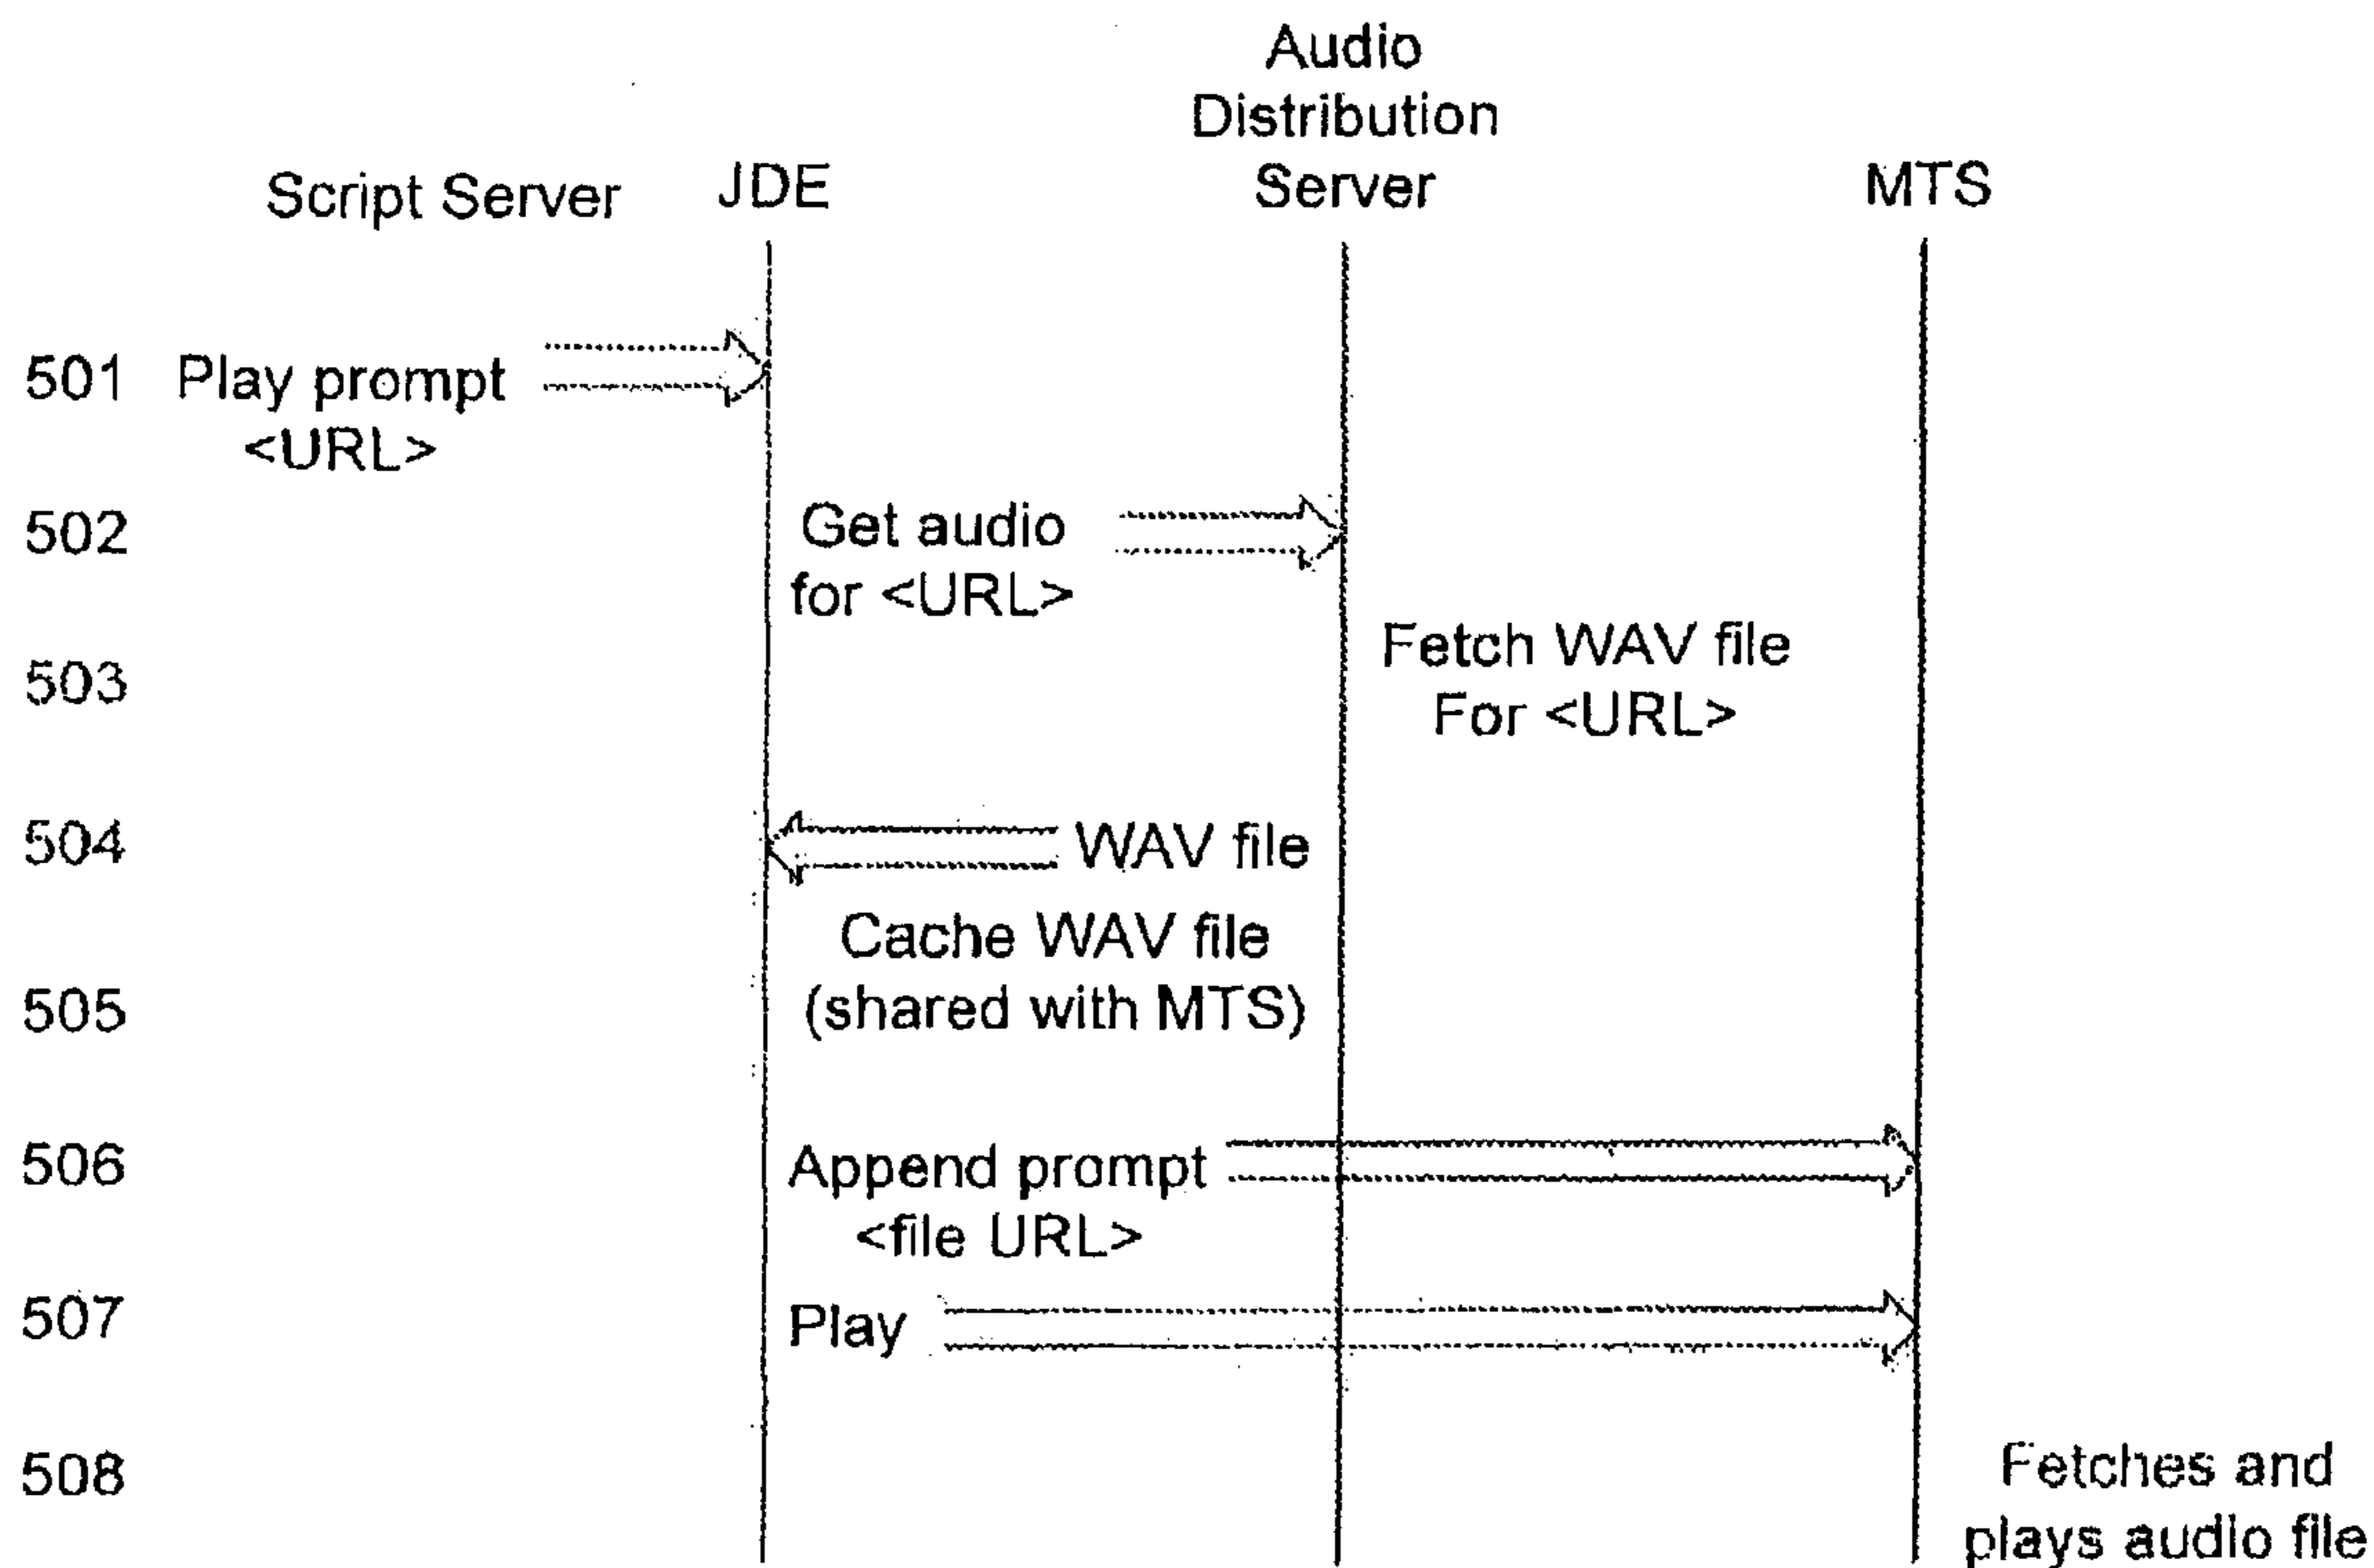 Audio
Distribution
Script Server JDE Server MTS
501 Play prompt
<URL>
502 Get audio
for <URL>
503 Fetch WAV file
For <URL>
504 WAV file
Cache WAV file
505 (shared with MTS)
506 Append prompt
<file URL>
507 Play
508 Fetches and
plays audio file